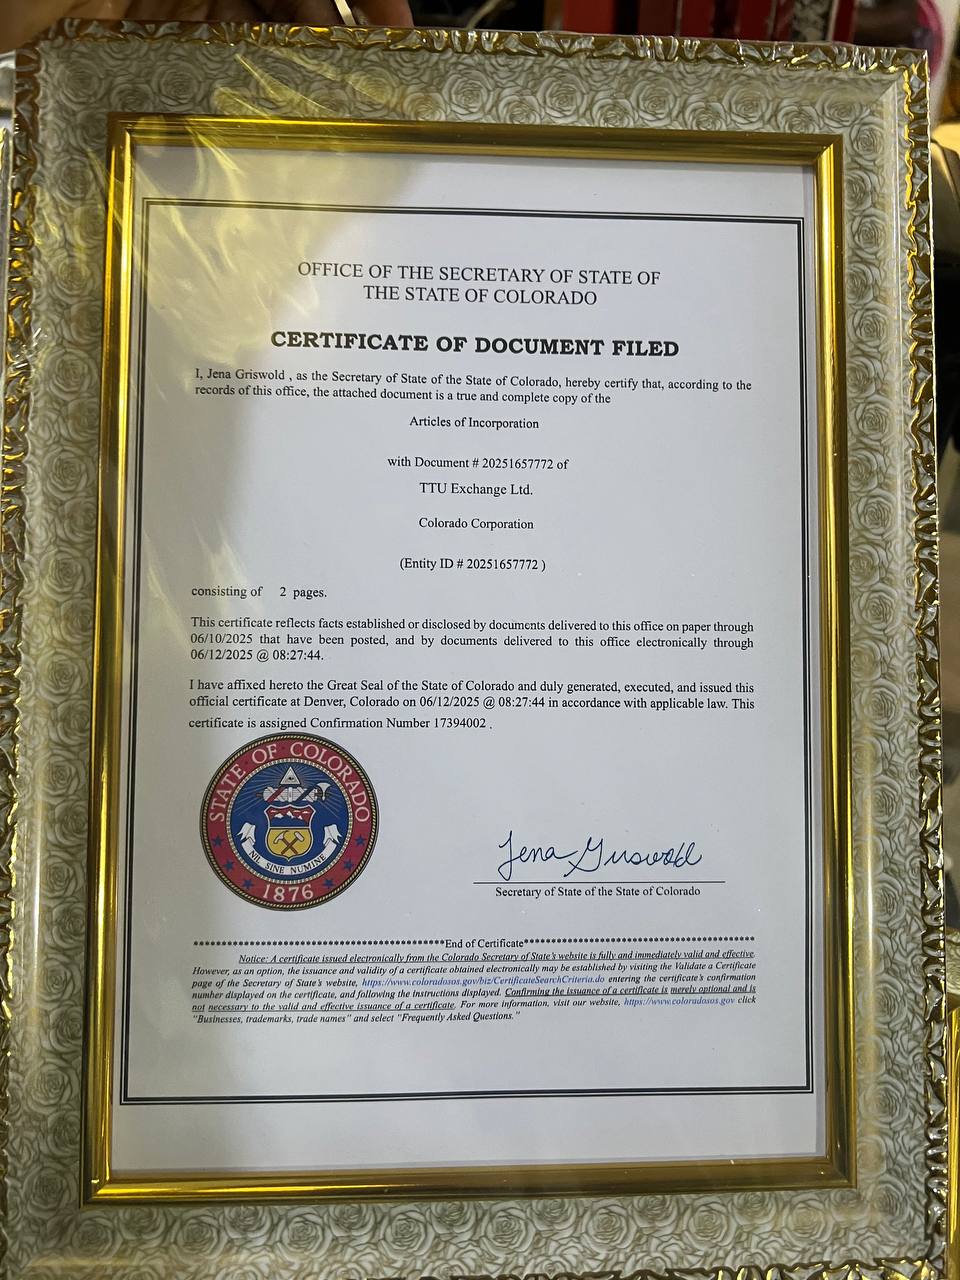 OFFICE OF THE SECRETARY OF STATE OF
THE STATE OF COLORADO
CERTIFICATE OF DOCUMENT FILED
I, Jena Griswold , as the Secretary of State of the State of Colorado, hereby certify that, according to the
records of this office, the attached document is a true and complete copy of the
Articles of Incorporation
with Document # 20251657772 of
TTU Exchange Ltd.
Colorado Corporation
(Entity ID # 20251657772 )
consisting of 2 pages.
This certificate reflects facts established or disclosed by documents delivered to this office on paper through
06/10/2025 that have been posted, and by documents delivered to this office electronically through
06/12/2025 @ 08:27:44.
I have affixed hereto the Great Seal of the State of Colorado and duly generated, executed, and issued this
official certificate at Denver, Colorado on 06/12/2025 @ 08:27:44 in accordance with applicable law. This
certificate is assigned Confirmation Number 17394002 .
STATE OF COLORADO
NIL SINE NUMINE
1876
Jena Griswold
Secretary of State of the State of Colorado
*********************************************End of Certificate*********************************************
Notice: A certificate issued electronically from the Colorado Secretary of State's website is fully and immediately valid and effective.
However, as an option, the issuance and validity of a certificate obtained electronically may be established by visiting the Validate a Certificate
page of the Secretary of State's website, https://www.coloradosos.gov/biz/CertificateSearchCriteria.do entering the certificate's confirmation
number displayed on the certificate, and following the instructions displayed. Confirming the issuance of a certificate is merely optional and is
not necessary to the valid and effective issuance of a certificate. For more information, visit our website, https://www.coloradosos.gov click
"Businesses, trademarks, trade names" and select "Frequently Asked Questions."